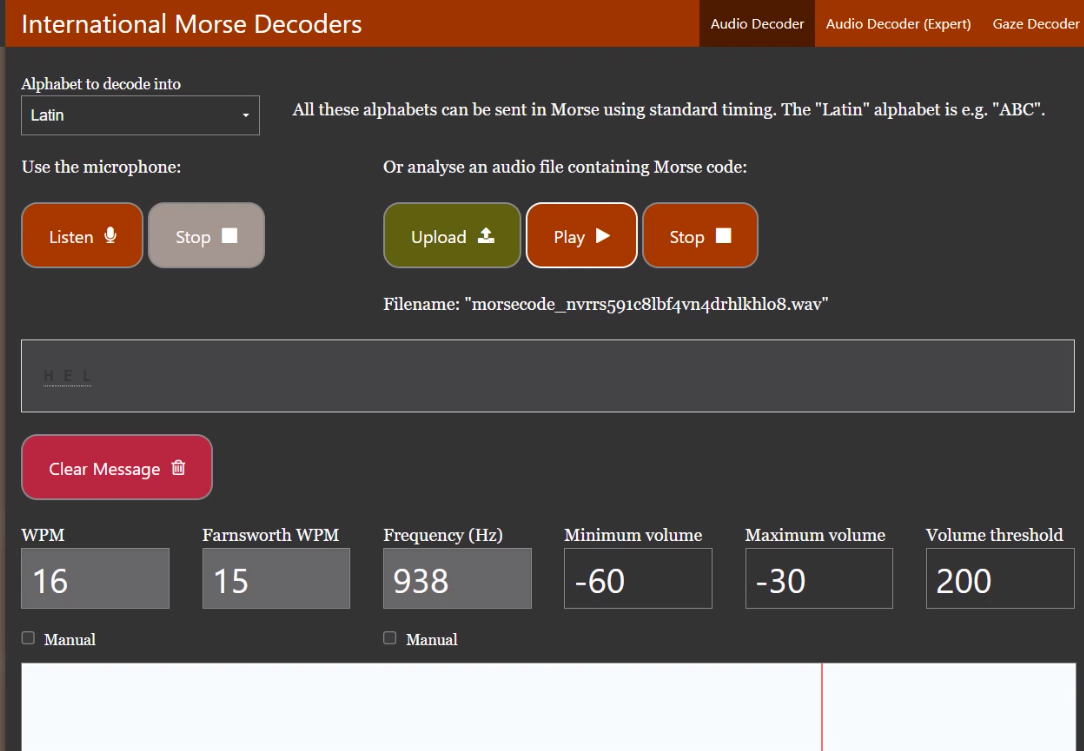 International Morse Decoders
Audio Decoder Audio Decoder (Expert) Gaze Decoder
Alphabet to decode into
Latin
All these alphabets can be sent in Morse using standard timing. The "Latin" alphabet is e.g. "ABC".
Use the microphone:
Or analyse an audio file containing Morse code:
Listen Stop
Upload Play Stop
Filename: "morsecode_nvrrs591c8lbf4vn4drhlkhlo8.wav"
H E L
Clear Message
WPM Farnsworth WPM Frequency (Hz) Minimum volume Maximum volume Volume threshold
16 15 938 -60 -30 200
Manual Manual